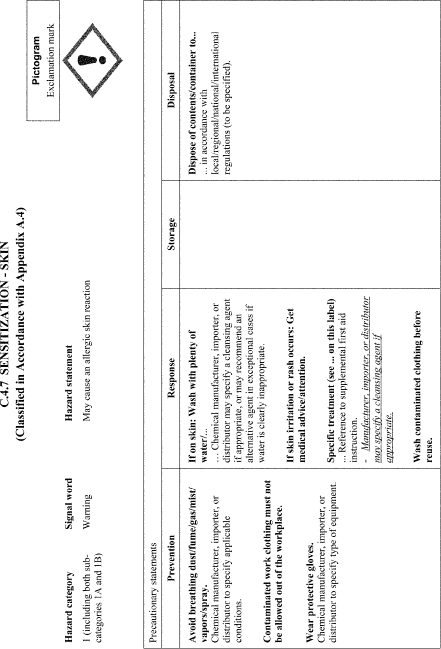 C.4.7 SENSITIZATION - SKIN
(Classified in Accordance with Appendix A.4)
Pictogram
Exclamation mark
Hazard category
Signal word
Hazard statement
1 (including both sub-
categories 1A and 1B)
Warning
May cause an allergic skin reaction
Precautionary statements
Prevention
Response
Storage
Disposal
Avoid breathing dust/fume/gas/mist/
vapors/spray.
Chemical manufacturer, importer, or
distributor to specify applicable
conditions.
Contaminated work clothing must not
be allowed out of the workplace.
Wear protective gloves.
Chemical manufacturer, importer, or
distributor to specify type of equipment.
If on skin: Wash with plenty of
water/...
… Chemical manufacturer, importer, or
distributor may specify a cleansing agent
if appropriate, or may recommend an
alternative agent in exceptional cases if
water is clearly inappropriate.
If skin irritation or rash occurs: Get
medical advice/attention.
Specific treatment (see ... on this label)
... Reference to supplemental first aid
instruction.
- Manufacturer, importer, or distributor
may specify a cleansing agent if
appropriate.
Wash contaminated clothing before
reuse.
Dispose of contents/container to...
... in accordance with
local/regional/national/international
regulations (to be specified).